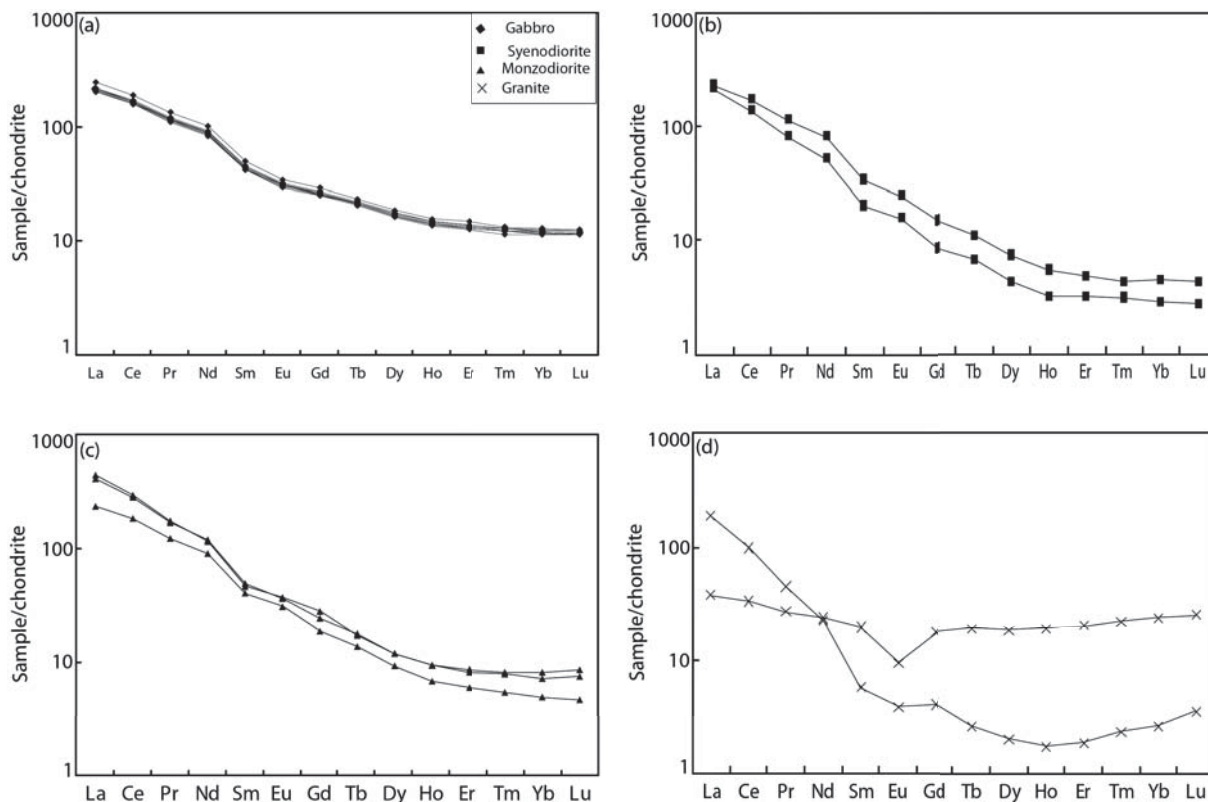 (a)
1000
100
10
1
Sample/chondrite
Gabbro
Syenodiorite
Monzodiorite
Granite
La Ce Pr Nd Sm Eu Gd Tb Dy Ho Er Tm Yb Lu
(b)
1000
100
10
1
Sample/chondrite
La Ce Pr Nd Sm Eu Gd Tb Dy Ho Er Tm Yb Lu
(c)
1000
100
10
1
Sample/chondrite
La Ce Pr Nd Sm Eu Gd Tb Dy Ho Er Tm Yb Lu
(d)
1000
100
10
1
Sample/chondrite
La Ce Pr Nd Sm Eu Gd Tb Dy Ho Er Tm Yb Lu